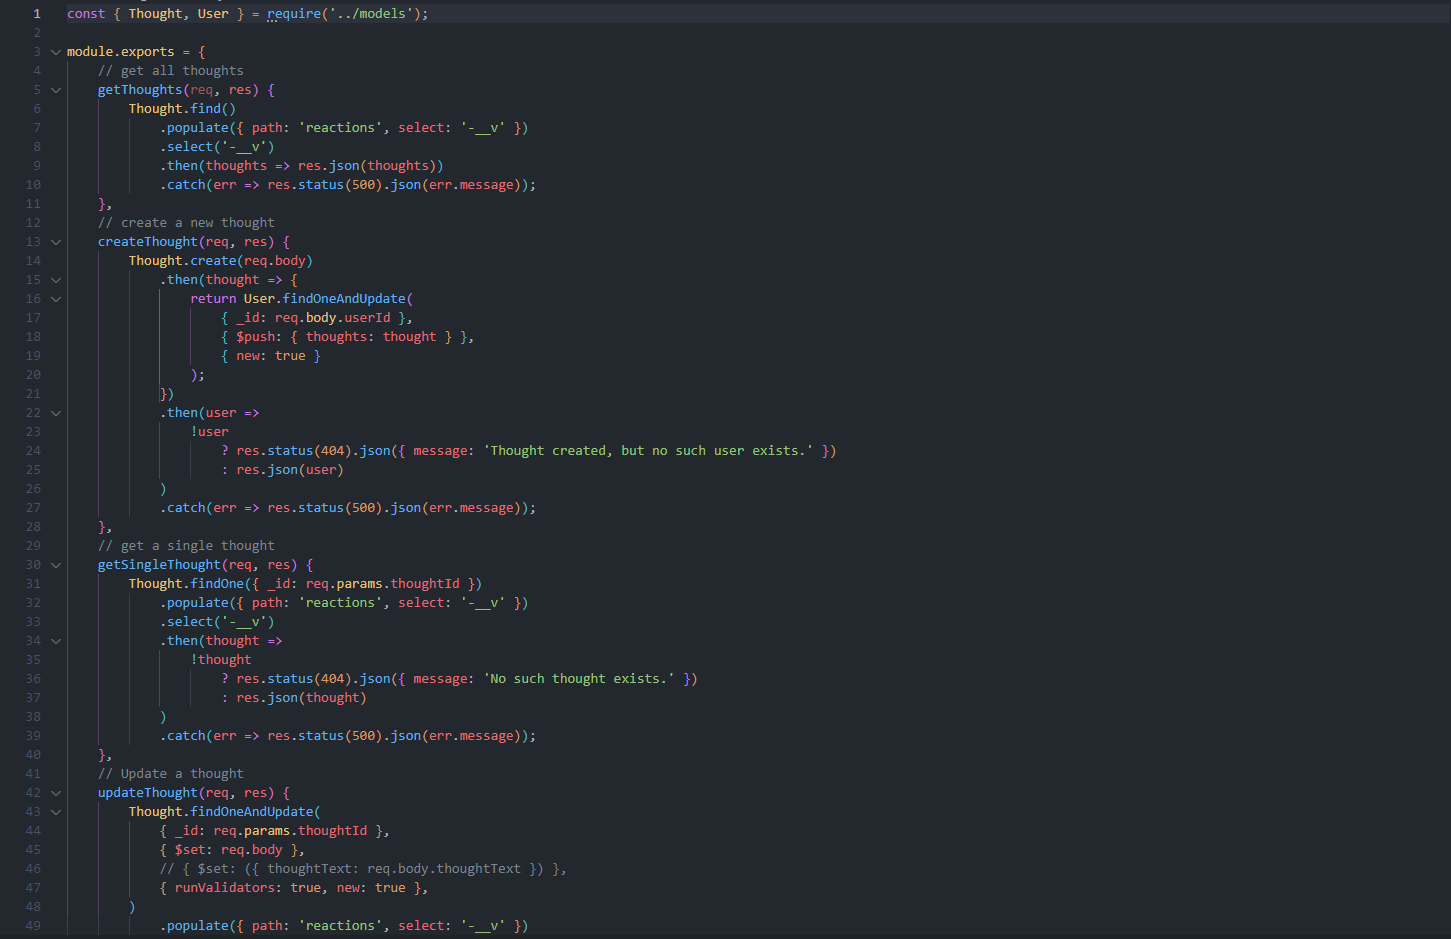 1 const { Thought, User } = require('../models');
2
3 module.exports = {
4     // get all thoughts
5     getThoughts(req, res) {
6         Thought.find()
7             .populate({ path: 'reactions', select: '-__v' })
8             .select('-__v')
9             .then(thoughts => res.json(thoughts))
10             .catch(err => res.status(500).json(err.message));
11     },
12     // create a new thought
13     createThought(req, res) {
14         Thought.create(req.body)
15             .then(thought => {
16                 return User.findOneAndUpdate(
17                     { _id: req.body.userId },
18                     { $push: { thoughts: thought } },
19                     { new: true }
20                 );
21             })
22             .then(user =>
23                 !user
24                     ? res.status(404).json({ message: 'Thought created, but no such user exists.' })
25                     : res.json(user)
26             )
27             .catch(err => res.status(500).json(err.message));
28     },
29     // get a single thought
30     getSingleThought(req, res) {
31         Thought.findOne({ _id: req.params.thoughtId })
32             .populate({ path: 'reactions', select: '-__v' })
33             .select('-__v')
34             .then(thought =>
35                 !thought
36                     ? res.status(404).json({ message: 'No such thought exists.' })
37                     : res.json(thought)
38             )
39             .catch(err => res.status(500).json(err.message));
40     },
41     // Update a thought
42     updateThought(req, res) {
43         Thought.findOneAndUpdate(
44             { _id: req.params.thoughtId },
45             { $set: req.body },
46             // { $set: ({ thoughtText: req.body.thoughtText }) },
47             { runValidators: true, new: true },
48         )
49             .populate({ path: 'reactions', select: '-__v' })